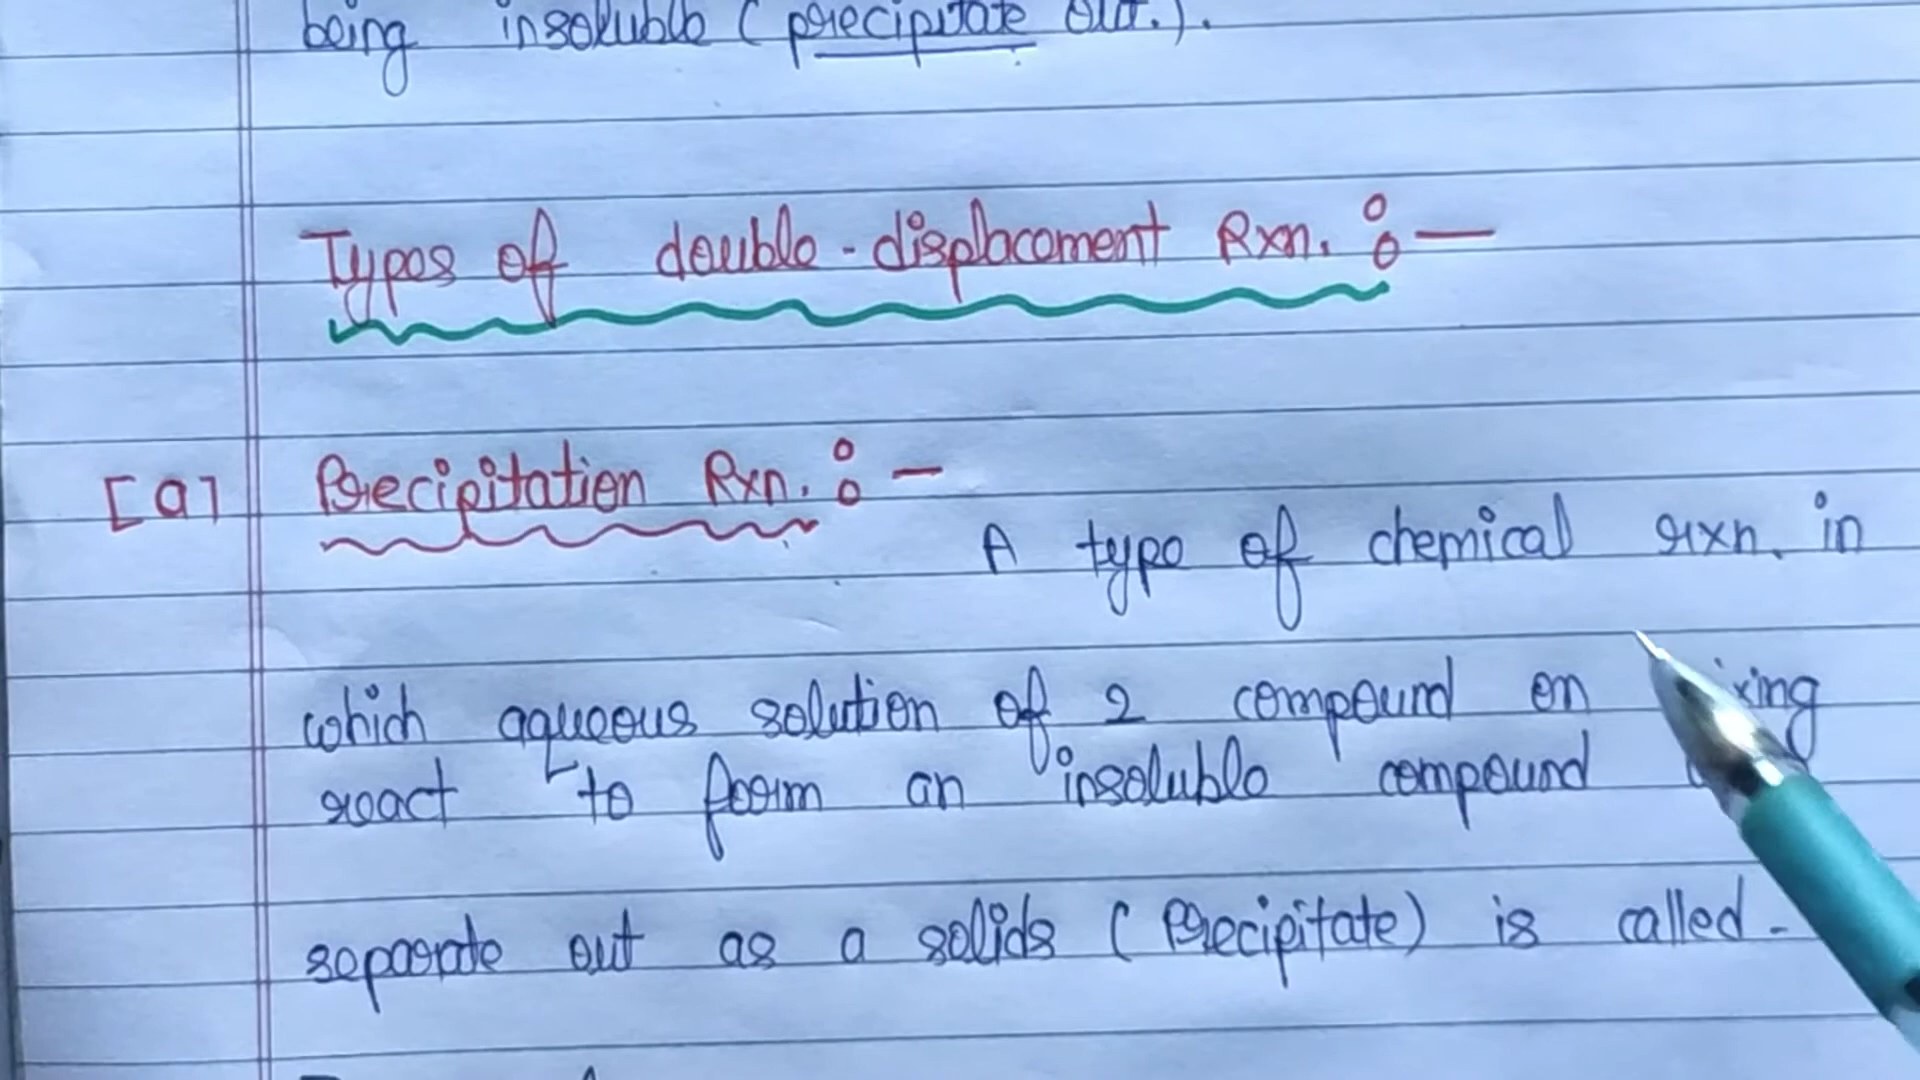 being insoluble (precipitate out.).
Types of double-displacement Rxn. :-
[a] Precipitation Rxn. :-
A type of chemical rxn. in
which aqueous solution of 2 compound on
react to form an insoluble compound
separate out as a solids (Precipitate) is called-